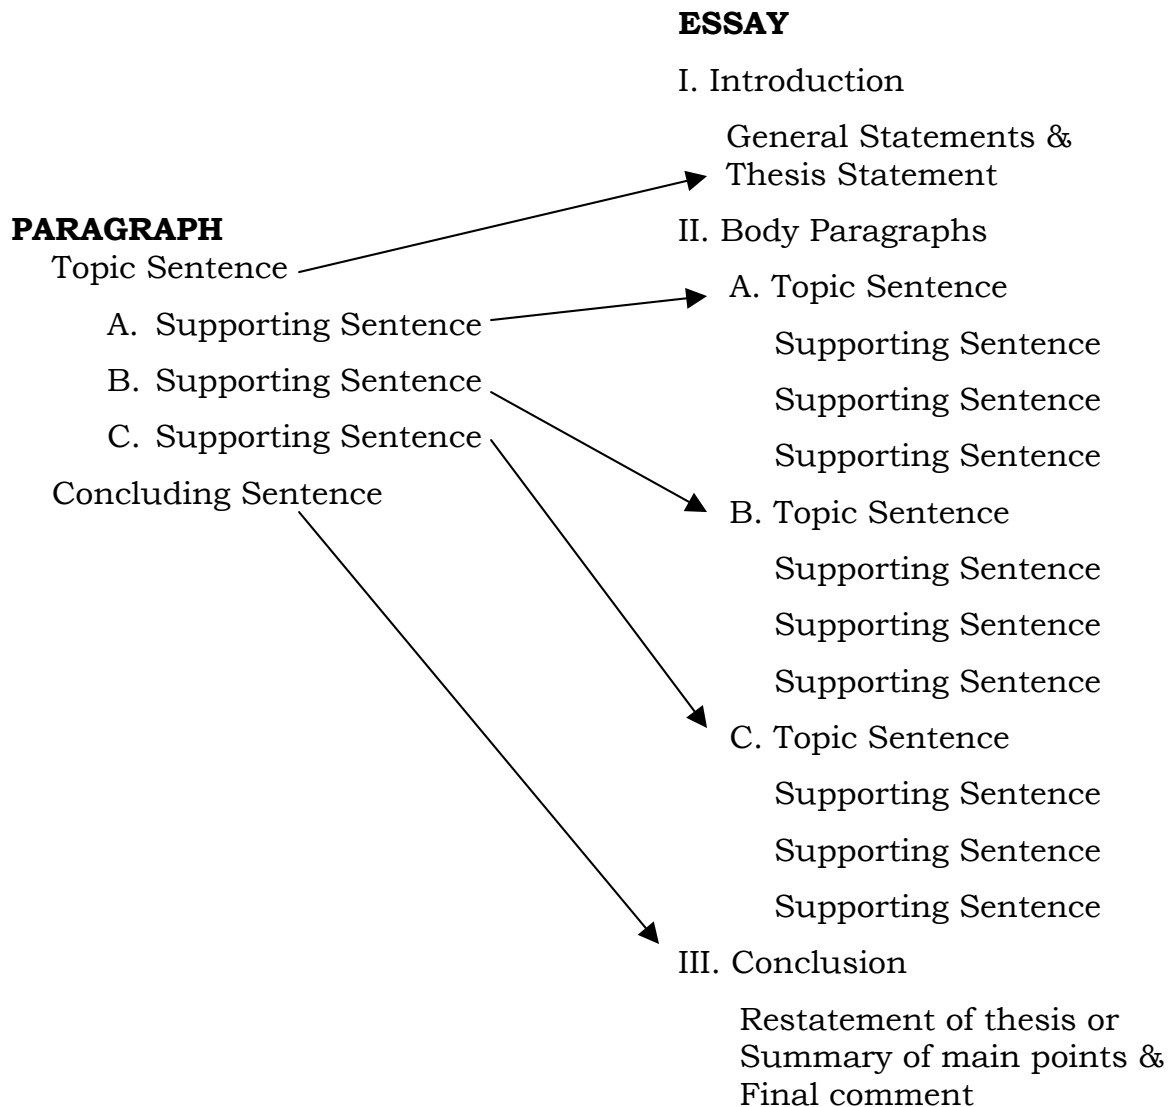 PARAGRAPH
Topic Sentence
A. Supporting Sentence
B. Supporting Sentence
C. Supporting Sentence
Concluding Sentence
ESSAY
I. Introduction
General Statements &
Thesis Statement
II. Body Paragraphs
A. Topic Sentence
Supporting Sentence
Supporting Sentence
Supporting Sentence
B. Topic Sentence
Supporting Sentence
Supporting Sentence
Supporting Sentence
C. Topic Sentence
Supporting Sentence
Supporting Sentence
Supporting Sentence
III. Conclusion
Restatement of thesis or
Summary of main points &
Final comment